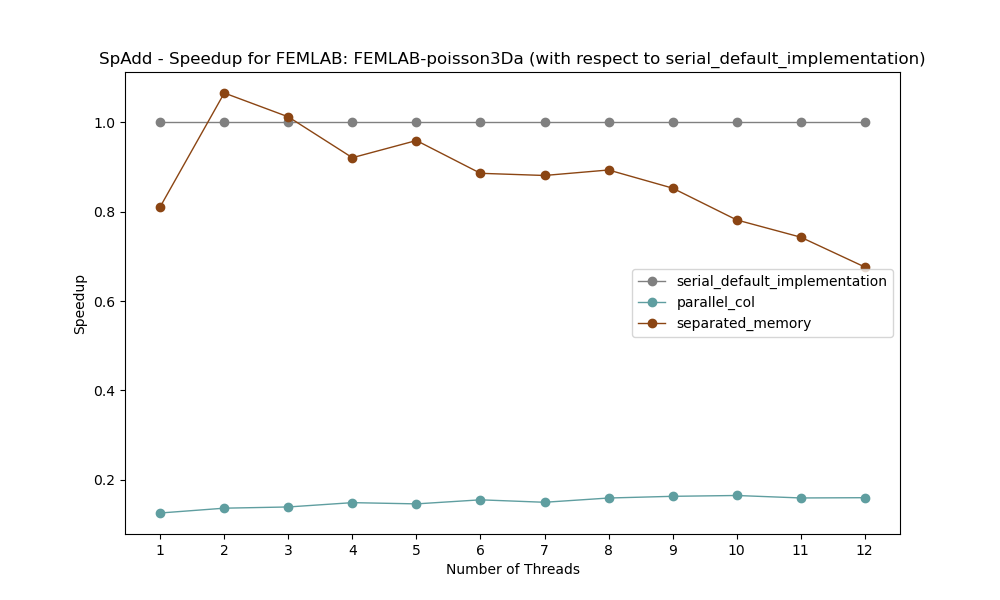 SpAdd - Speedup for FEMLAB: FEMLAB-poisson3Da (with respect to serial_default_implementation)
1.0
0.8
0.6
0.4
0.2
Speedup
serial_default_implementation
parallel_col
separated_memory
1 2 3 4 5 6 7 8 9 10 11 12
Number of Threads